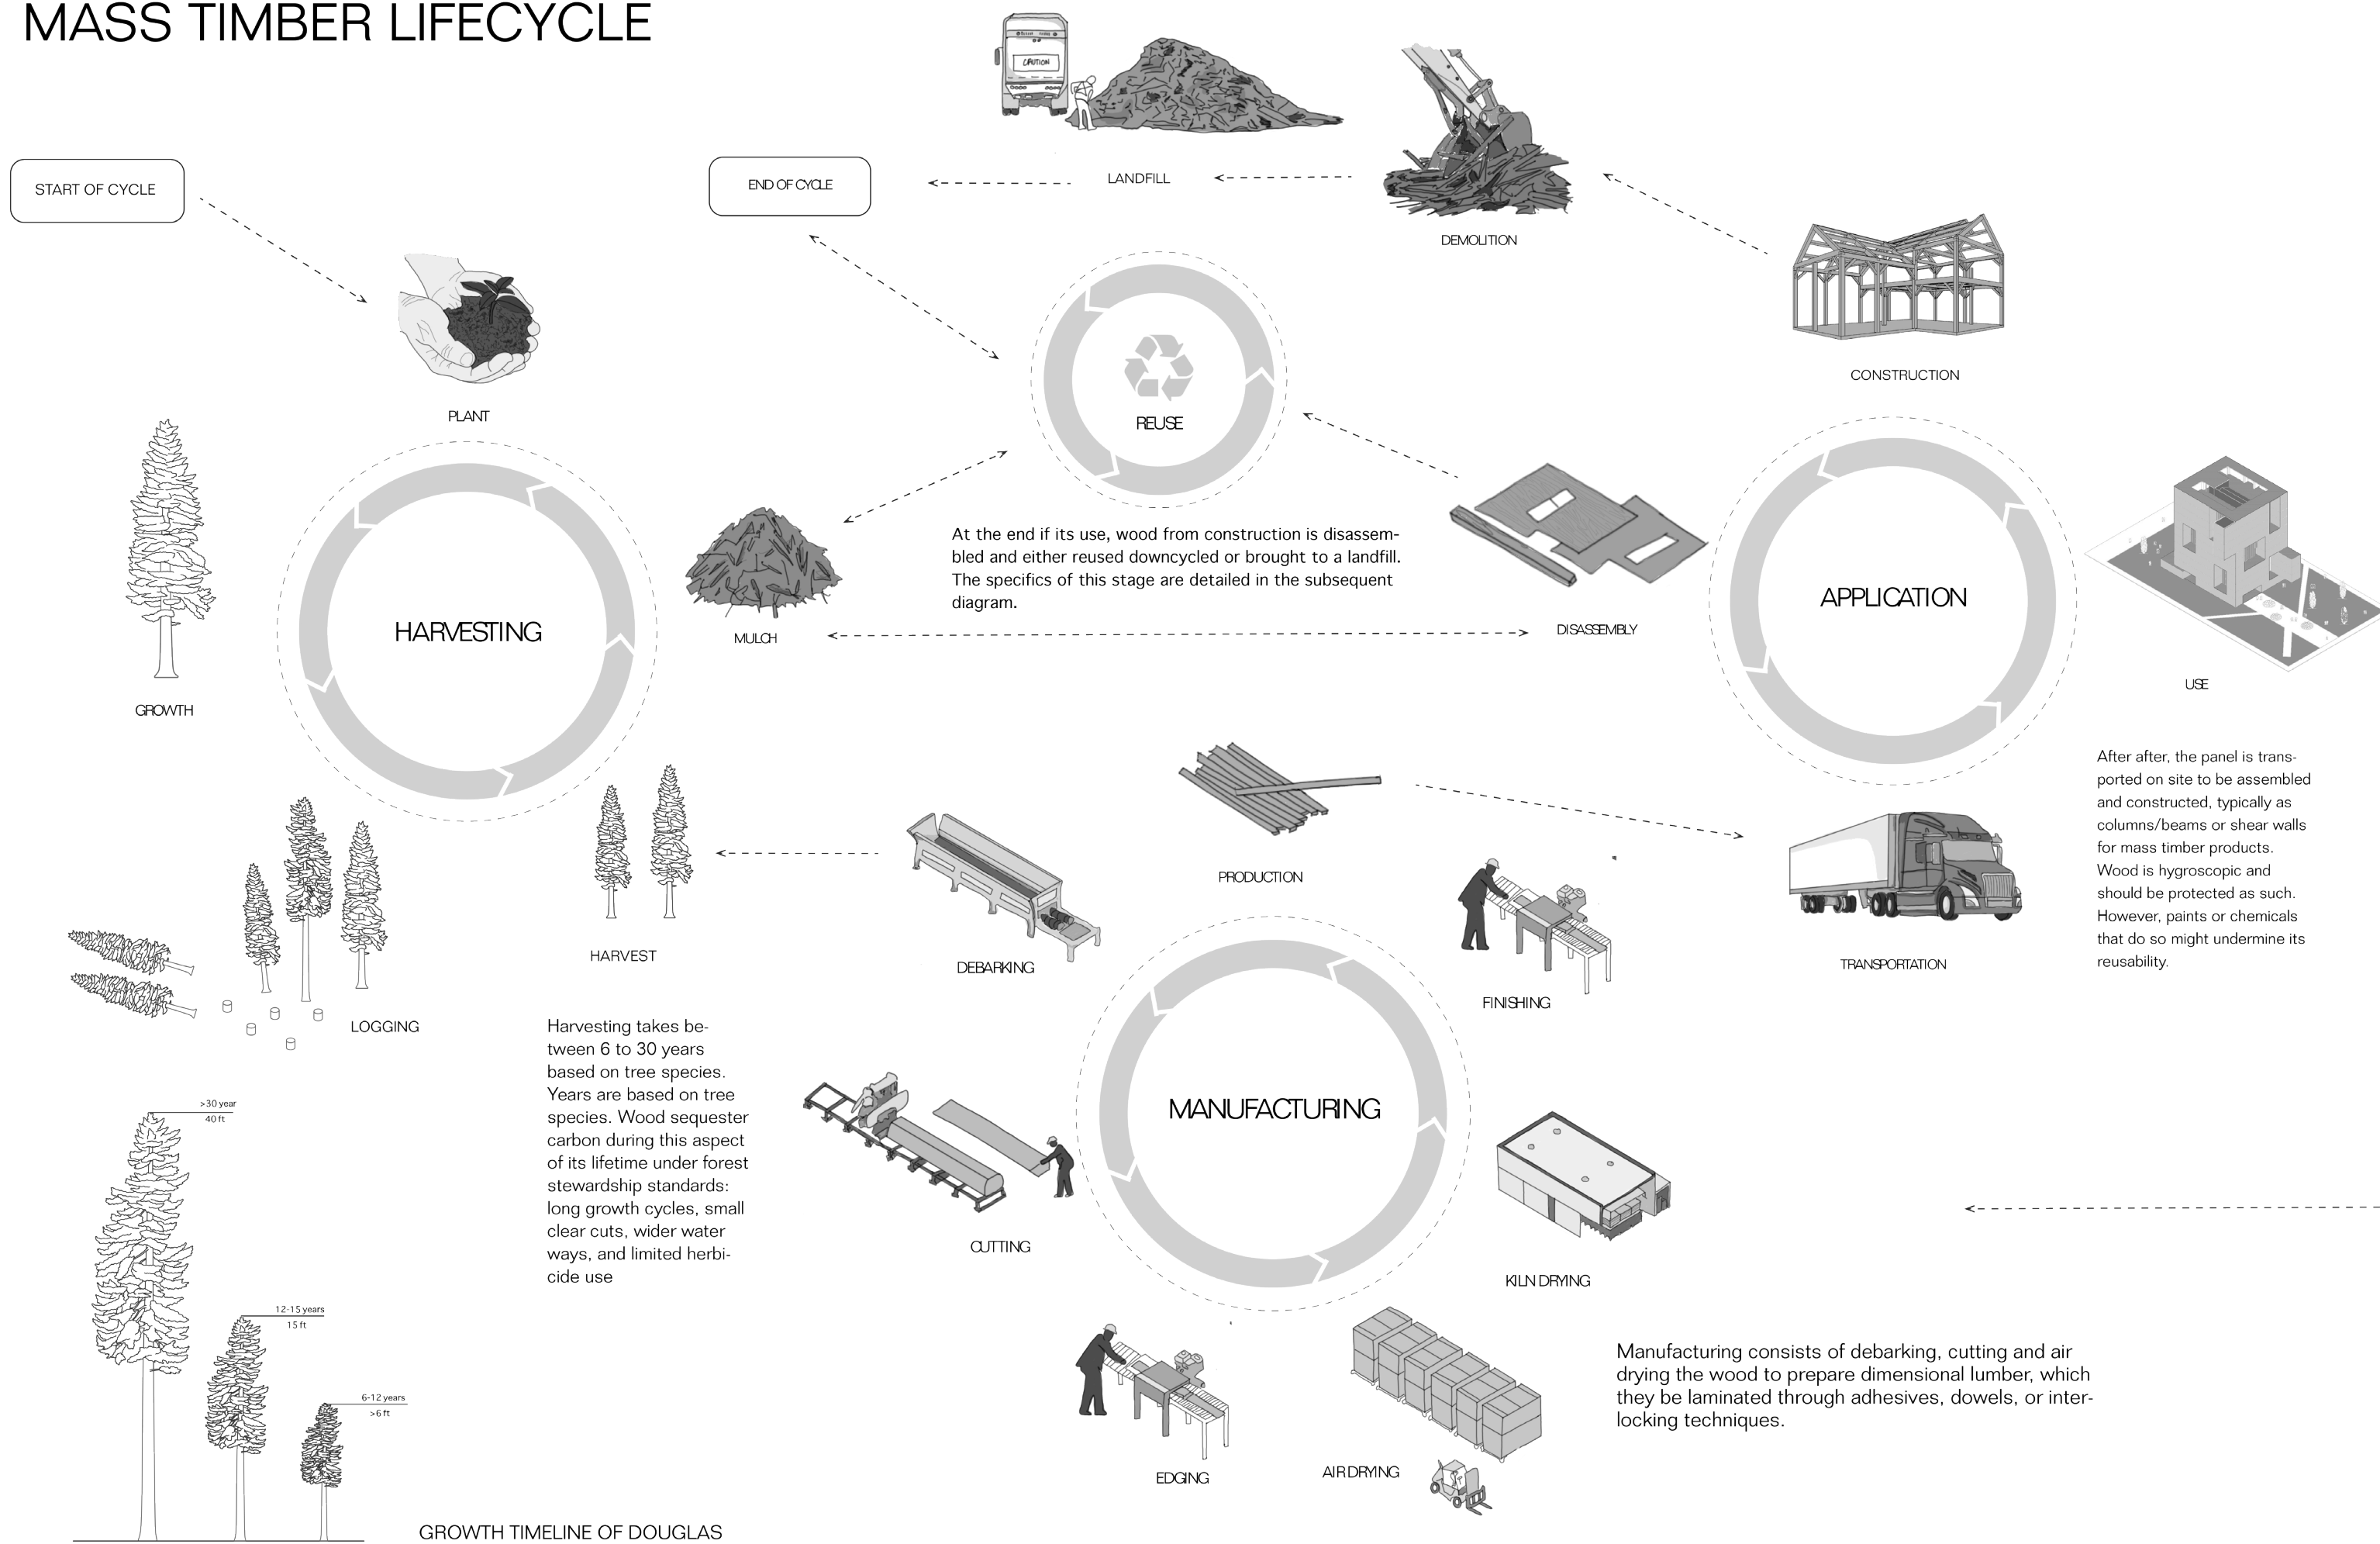 MASS TIMBER LIFECYCLE
CAUTION
START OF CYCLE
END OF CYCLE
LANDFILL
DEMOLITION
CONSTRUCTION
PLANT
REUSE
GROWTH
HARVESTING
MULCH
At the end if its use, wood from construction is disassem-
bled and either reused downcycled or brought to a landfill.
The specifics of this stage are detailed in the subsequent
diagram.
DISASSEMBLY
APPLICATION
USE
After after, the panel is trans-
ported on site to be assembled
and constructed, typically as
columns/beams or shear walls
for mass timber products.
Wood is hygroscopic and
should be protected as such.
However, paints or chemicals
that do so might undermine its
reusability.
PRODUCTION
HARVEST
DEBARKING
FINISHING
TRANSPORTATION
LOGGING
Harvesting takes be-
tween 6 to 30 years
based on tree species.
Years are based on tree
species. Wood sequester
carbon during this aspect
of its lifetime under forest
stewardship standards:
long growth cycles, small
clear cuts, wider water
ways, and limited herbi-
cide use
MANUFACTURING
CUTTING
KILN DRYING
EDGING
AIR DRYING
Manufacturing consists of debarking, cutting and air
drying the wood to prepare dimensional lumber, which
they be laminated through adhesives, dowels, or inter-
locking techniques.
>30 year
40 ft
12-15 years
15 ft
6-12 years
>6 ft
GROWTH TIMELINE OF DOUGLAS